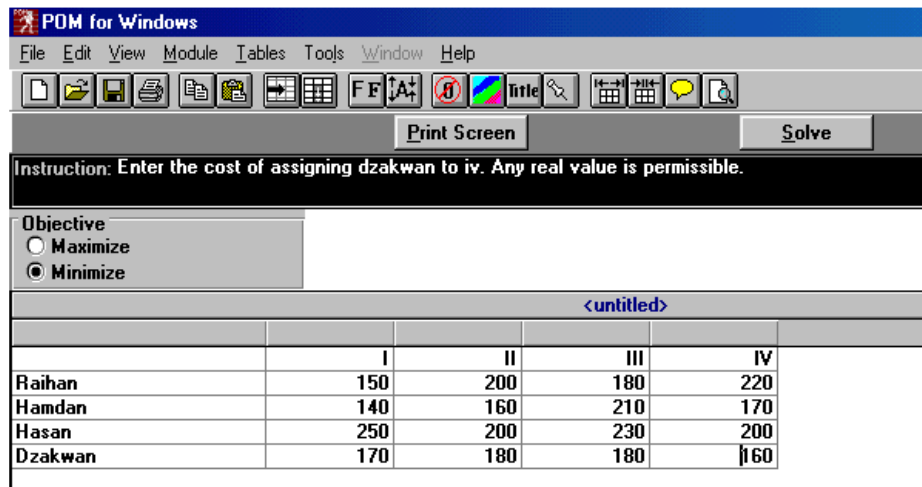 POM for Windows
File Edit View Module Tables Tools Window Help
FF A Title
Print Screen Solve
Instruction: Enter the cost of assigning dzakwan to iv. Any real value is permissible.
Objective
Maximize
Minimize
<untitled>
I II III IV
Raihan 150 200 180 220
Hamdan 140 160 210 170
Hasan 250 200 230 200
Dzakwan 170 180 180 160